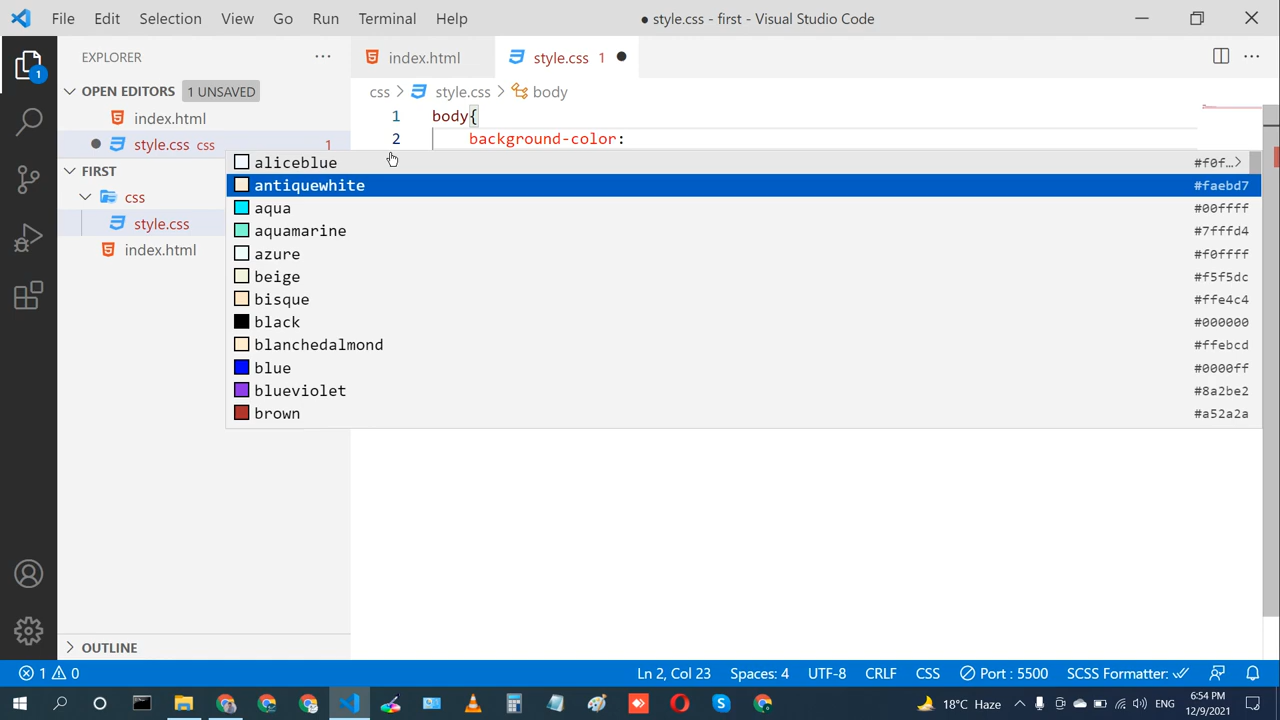 File Edit Selection View Go Run Terminal Help
● style.css - first - Visual Studio Code
EXPLORER
index.html
style.css 1
OPEN EDITORS 1 UNSAVED
css > style.css > body
index.html
1 body{
style.css css 1
2 background-color:
FIRST
css
style.css
index.html
aliceblue #f0f...>
antiquewhite #faebd7
aqua #00ffff
aquamarine #7fffd4
azure #f0ffff
beige #f5f5dc
bisque #ffe4c4
black #000000
blanchedalmond #ffebcd
blue #0000ff
blueviolet #8a2be2
brown #a52a2a
1
OUTLINE
1 0 Ln 2, Col 23 Spaces: 4 UTF-8 CRLF CSS Port : 5500 SCSS Formatter:
18°C Haze ENG 6:54 PM
12/9/2021